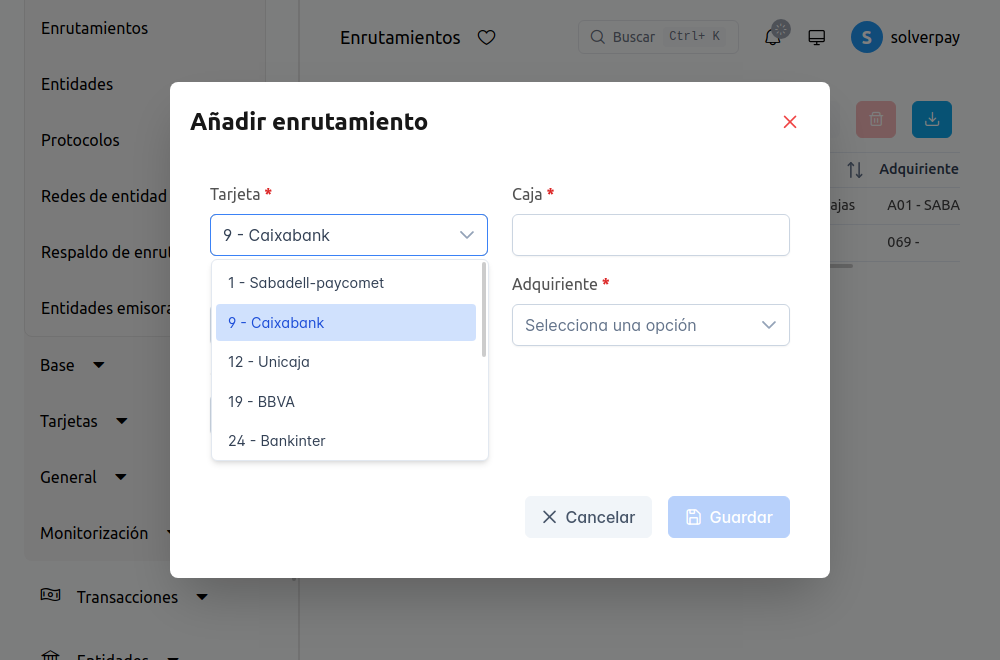 Enrutamientos
Entidades
Protocolos
Redes de entidad
Respaldo de enrut
Entidades emisora
Base
Tarjetas
General
Monitorización
Transacciones
Entidades
Enrutamientos
Buscar Ctrl+ K
S solverpay
Adquiriente
ajas A01 - SABA
069 -
Añadir enrutamiento
Tarjeta *
9 - Caixabank
1 - Sabadell-paycomet
9 - Caixabank
12 - Unicaja
19 - BBVA
24 - Bankinter
Caja *
Adquiriente *
Selecciona una opción
Cancelar
Guardar